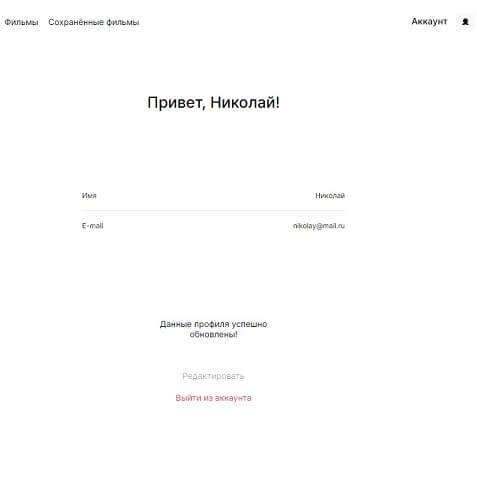 Фильмы Сохранённые фильмы Аккаунт
Привет, Николай!
Имя Николай
E-mail nikolay@mail.ru
Данные профиля успешно
обновлены!
Редактировать
Выйти из аккаунта